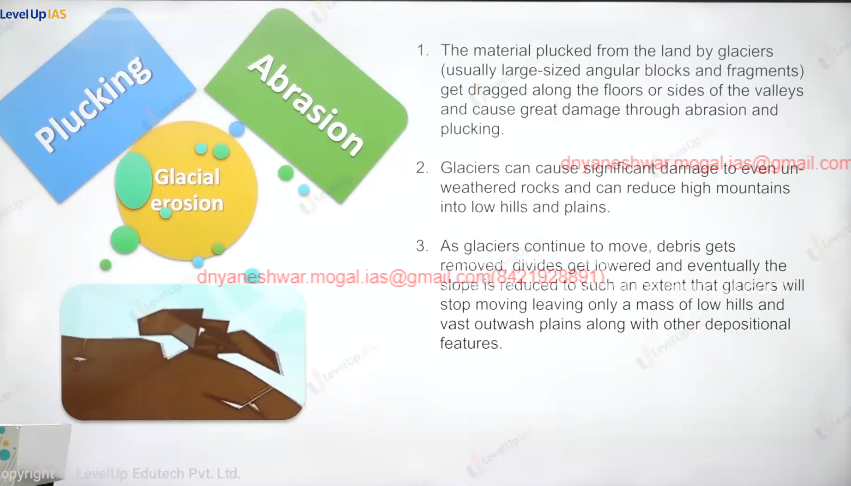 LevelUp IAS
Plucking
Abrasion
Glacial
erosion
1. The material plucked from the land by glaciers
(usually large-sized angular blocks and fragments)
get dragged along the floors or sides of the valleys
and cause great damage through abrasion and
plucking.
dnyaneshwar.mogal.ias@gmail.com
2. Glaciers can cause significant damage to even un-
weathered rocks and can reduce high mountains
into low hills and plains.
3. As glaciers continue to move, debris gets
removed, divides get lowered and eventually the
dnyaneshwar.mogal.ias@gmail.com(8421928891)
slope is reduced to such an extent that glaciers will
stop moving leaving only a mass of low hills and
vast outwash plains along with other depositional
features.
opyright LevelUp Edutech Pvt. Ltd.